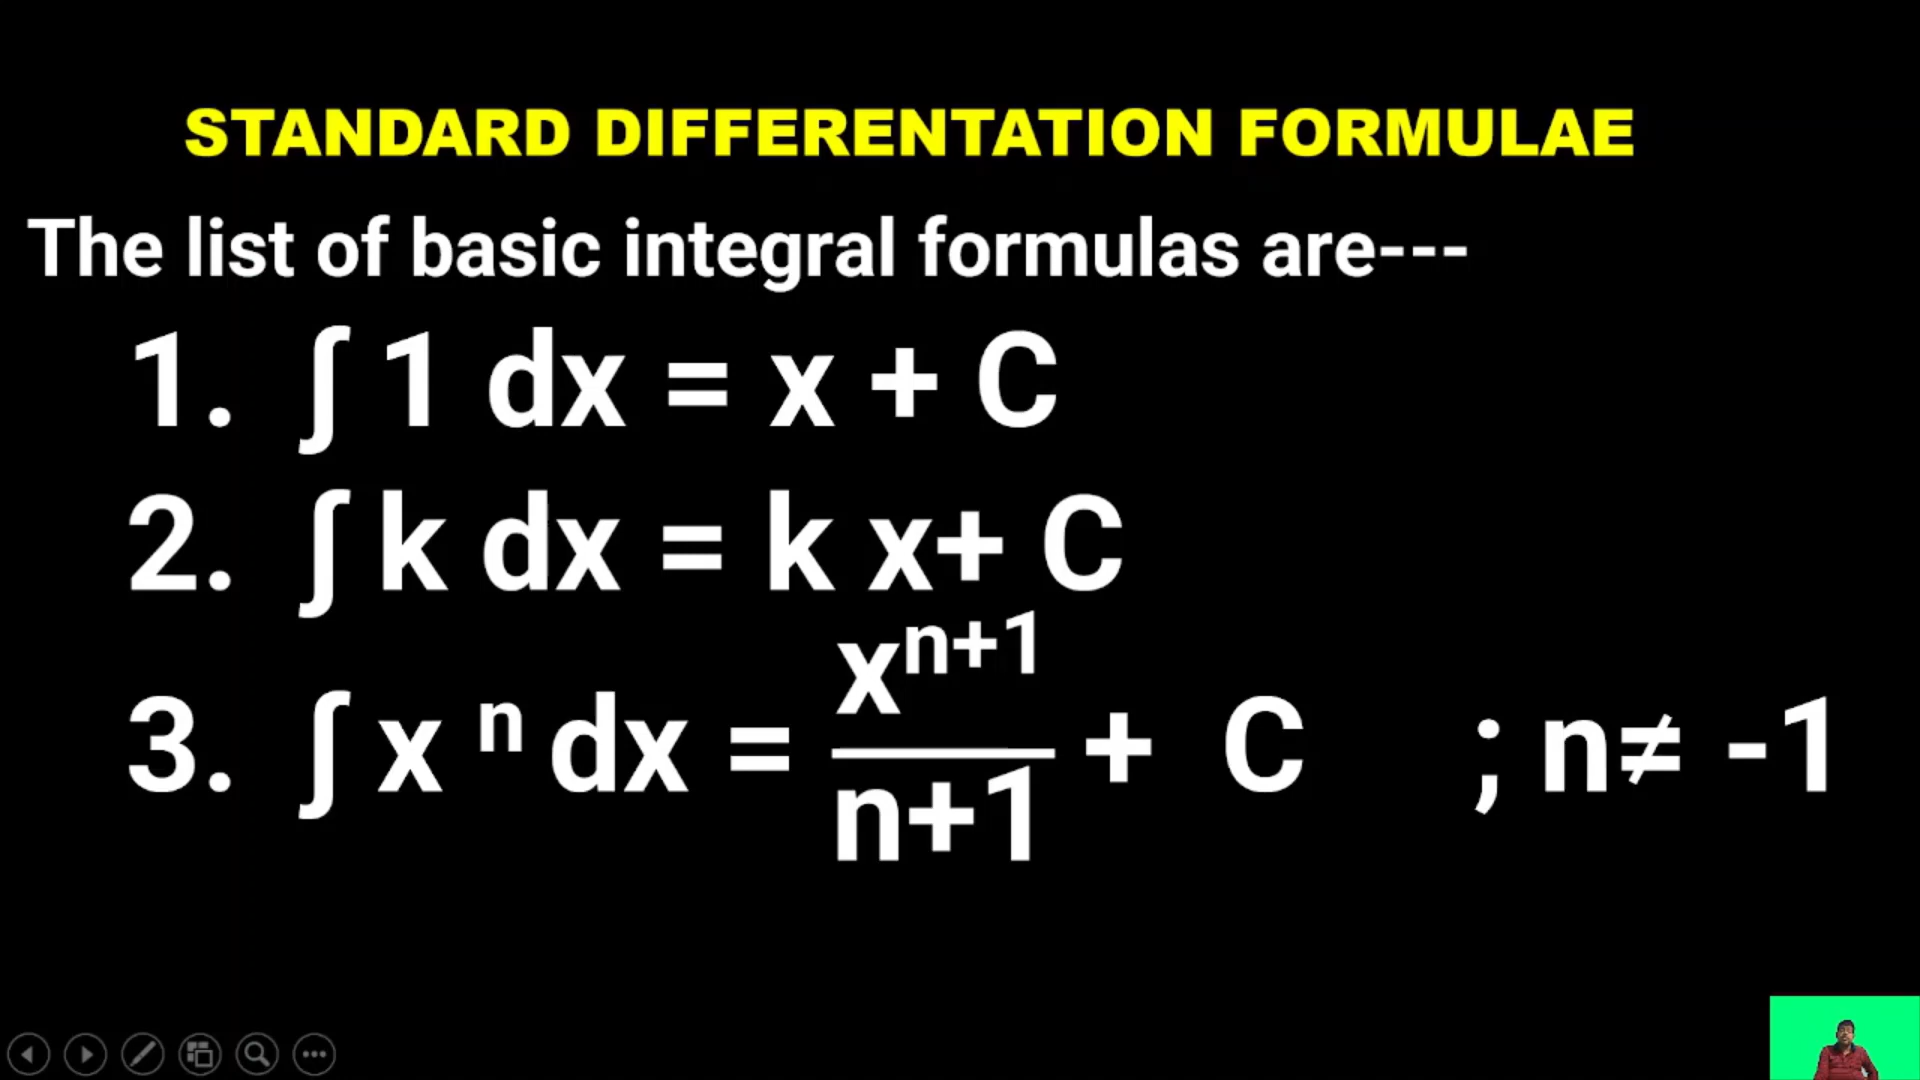 STANDARD DIFFERENTATION FORMULAE
The list of basic integral formulas are---
1. ∫ 1 dx = x + C
2. ∫ k dx = k x+ C
3. ∫ x ⁿ dx = xⁿ⁺¹/n+1 + C ; n≠ -1